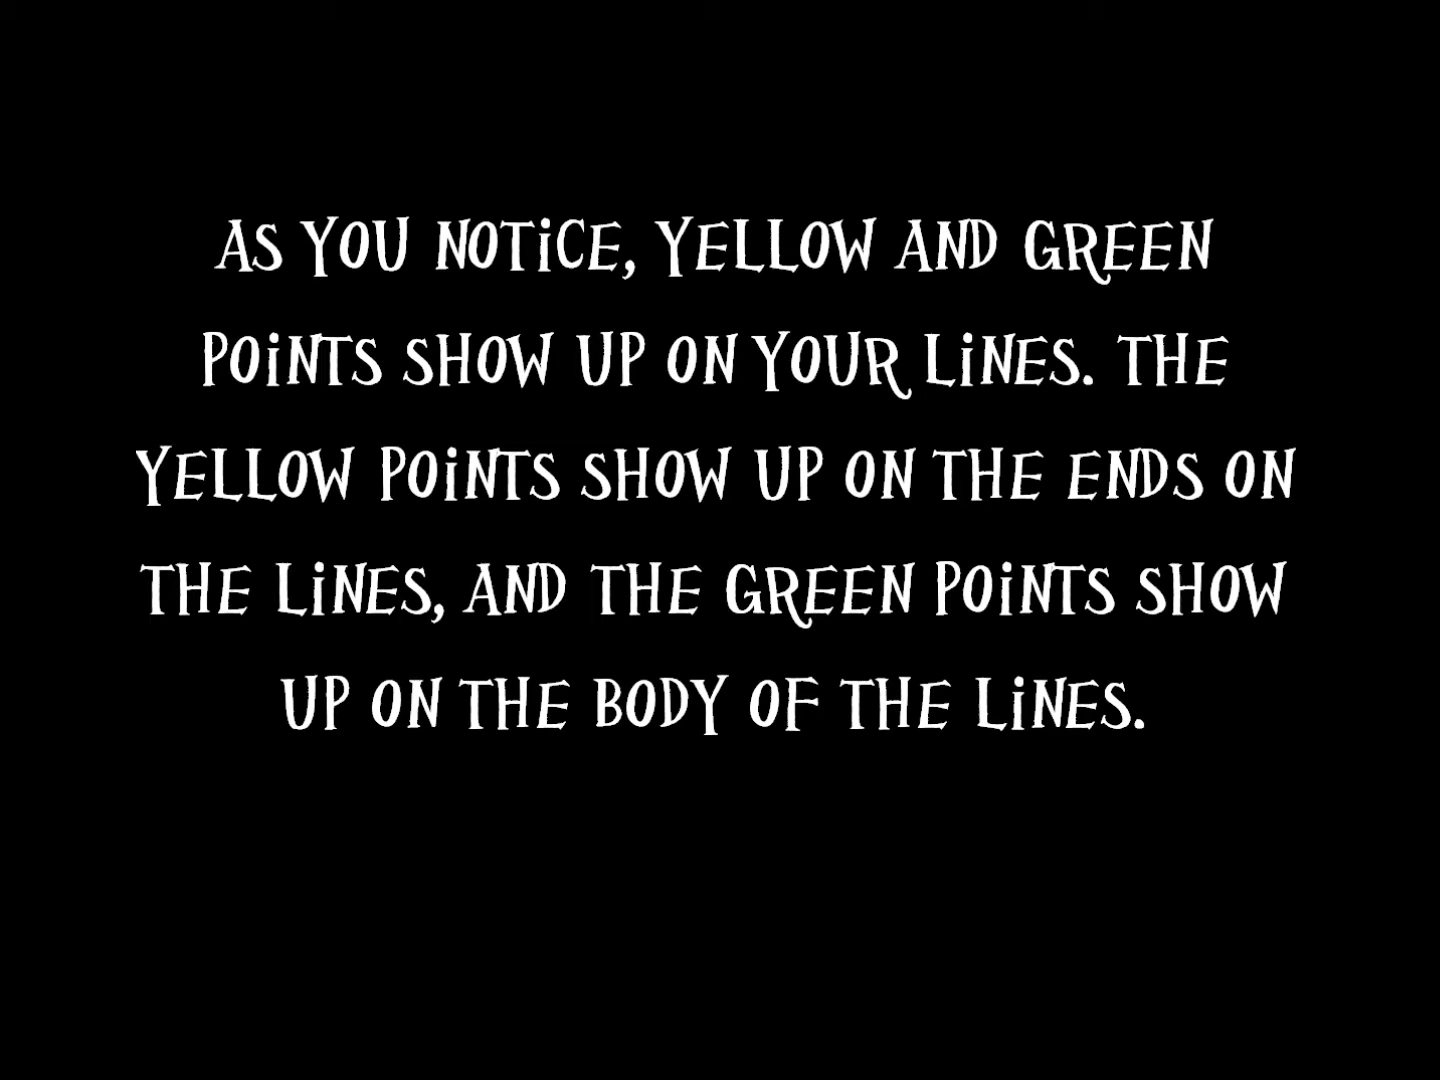 AS YOU NOTICE, YELLOW AND GREEN
POINTS SHOW UP ON YOUR LINES. THE
YELLOW POINTS SHOW UP ON THE ENDS ON
THE LINES, AND THE GREEN POINTS SHOW
UP ON THE BODY OF THE LINES.